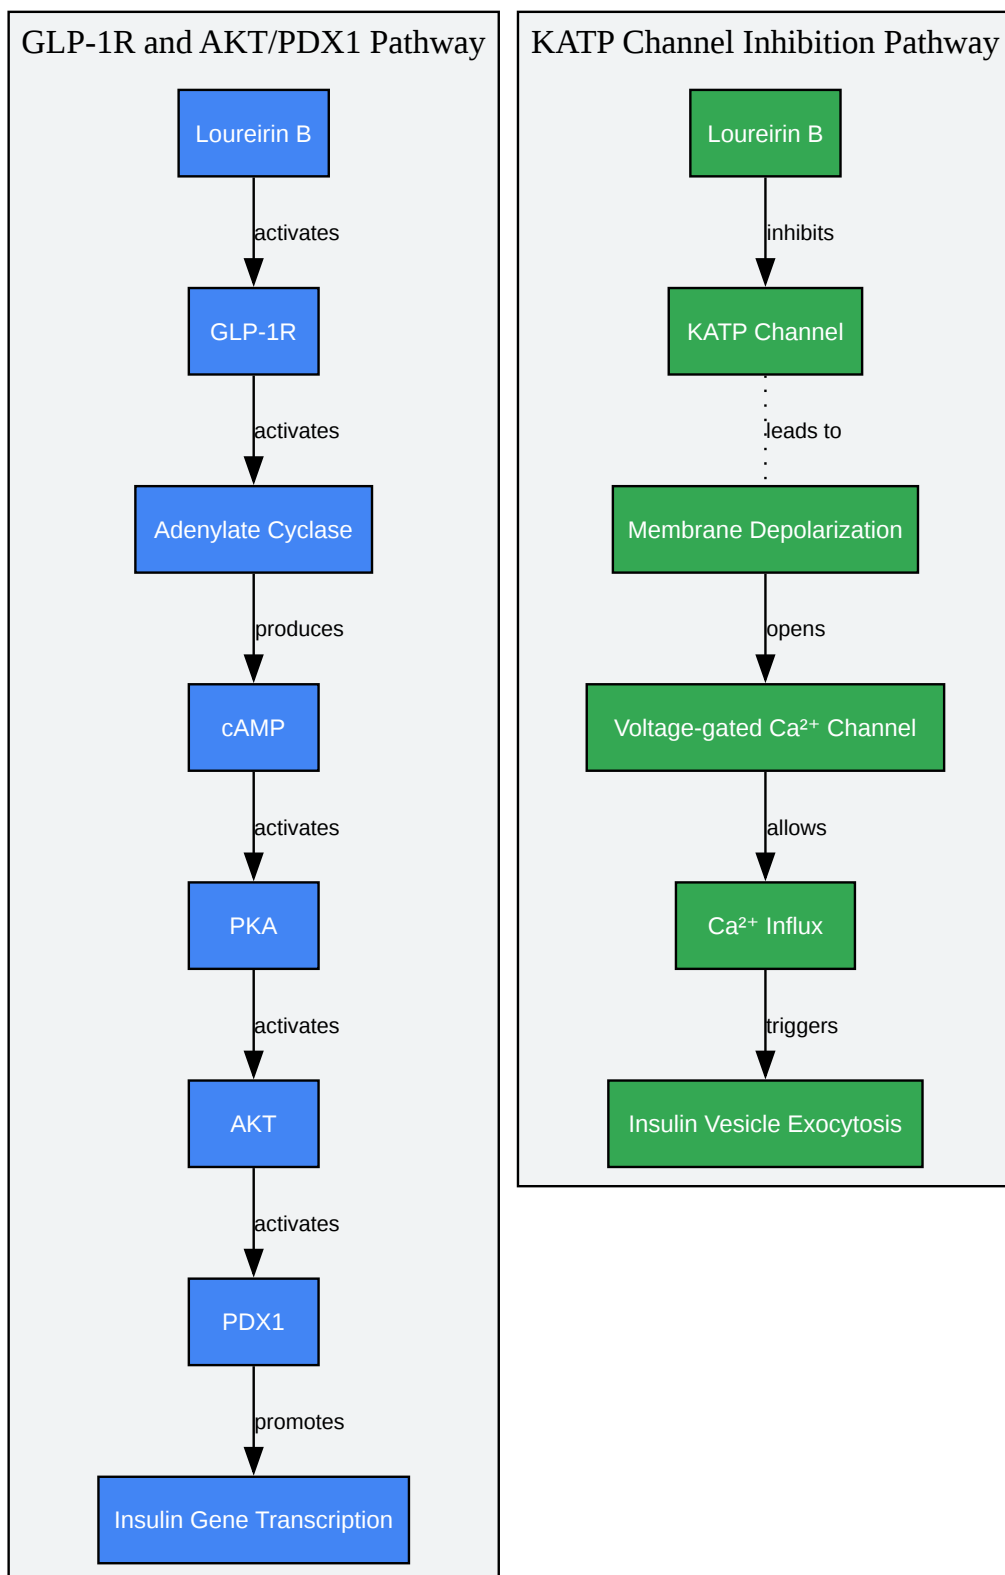 GLP-1R and AKT/PDX1 Pathway
Loureirin B
activates
GLP-1R
activates
Adenylate Cyclase
produces
cAMP
activates
PKA
activates
AKT
activates
PDX1
promotes
Insulin Gene Transcription
KATP Channel Inhibition Pathway
Loureirin B
inhibits
KATP Channel
leads to
Membrane Depolarization
opens
Voltage-gated Ca²⁺ Channel
allows
Ca²⁺ Influx
triggers
Insulin Vesicle Exocytosis